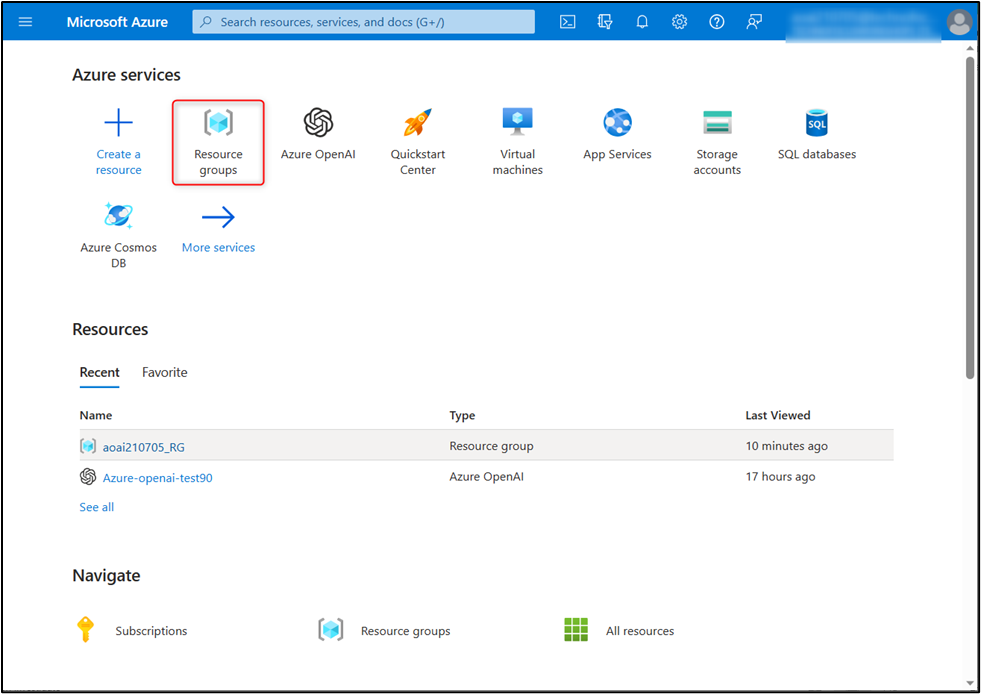 Microsoft Azure
Search resources, services, and docs (G+/)
Azure services
Create a
resource
Resource
groups
Azure OpenAI
Quickstart
Center
Virtual
machines
App Services
Storage
accounts
SQL
SQL databases
Azure Cosmos
DB
More services
Resources
Recent Favorite
Name Type Last Viewed
aoai210705_RG Resource group 10 minutes ago
Azure-openai-test90 Azure OpenAI 17 hours ago
See all
Navigate
Subscriptions Resource groups All resources